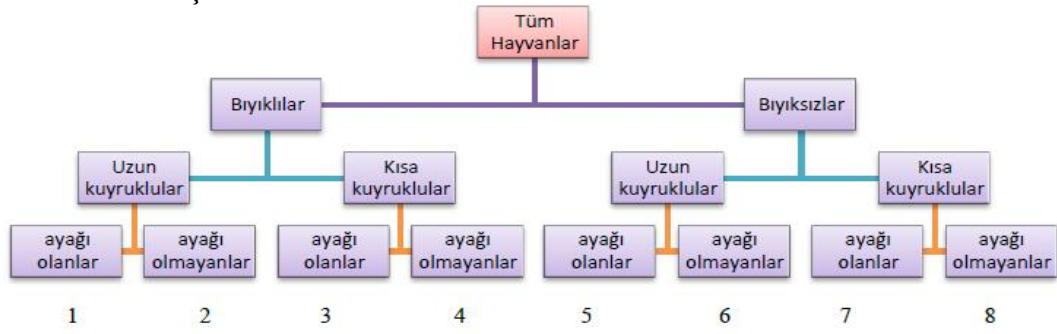 Tüm
Hayvanlar
Bıyıklılar
Bıyıksızlar
Uzun
kuyruklular
Kısa
kuyruklular
Uzun
kuyruklular
Kısa
kuyruklular
ayağı
olanlar
ayağı
olmayanlar
ayağı
olanlar
ayağı
olmayanlar
ayağı
olanlar
ayağı
olmayanlar
ayağı
olanlar
ayağı
olmayanlar
1 2 3 4 5 6 7 8